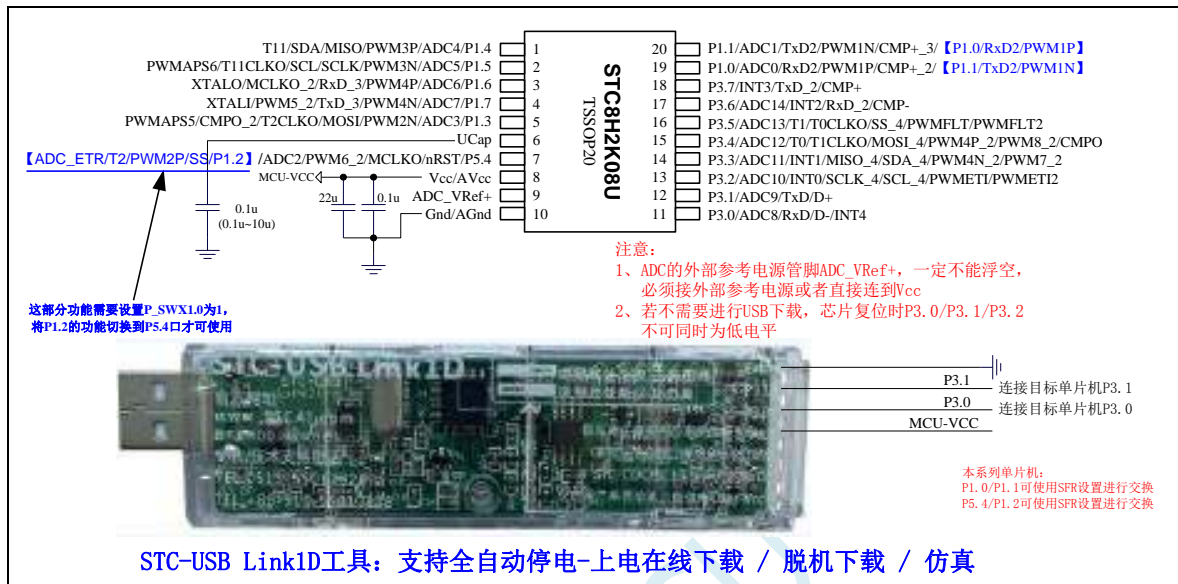 T11/SDA/MISO/PWM3P/ADC4/P1.4
PWMAPS6/T11CLKO/SCL/SCLK/PWM3N/ADC5/P1.5
XTALO/MCLKO_2/RxD_3/PWM4P/ADC6/P1.6
XTALI/PWM5_2/TxD_3/PWM4N/ADC7/P1.7
PWMAPS5/CMPO_2/T2CLKO/MOSI/PWM2N/ADC3/P1.3
UCap
【ADC_ETR/T2/PWM2P/SS/P1.2】/ADC2/PWM6_2/MCLKO/nRST/P5.4
MCU-VCC
Vcc/AVcc
ADC_VRef+
Gnd/AGnd
22u
0.1u
0.1u
(0.1u~10u)
1
2
3
4
5
6
7
8
9
10
STC8H2K08U
TSSOP20
20
19
18
17
16
15
14
13
12
11
P1.1/ADC1/TxD2/PWM1N/CMP+_3/【P1.0/RxD2/PWM1P】
P1.0/ADC0/RxD2/PWM1P/CMP+_2/【P1.1/TxD2/PWM1N】
P3.7/INT3/TxD_2/CMP+
P3.6/ADC14/INT2/RxD_2/CMP-
P3.5/ADC13/T1/T0CLKO/SS_4/PWMFLT/PWMFLT2
P3.4/ADC12/T0/T1CLKO/MOSI_4/PWM4P_2/PWM8_2/CMPO
P3.3/ADC11/INT1/MISO_4/SDA_4/PWM4N_2/PWM7_2
P3.2/ADC10/INT0/SCLK_4/SCL_4/PWMETI/PWMETI2
P3.1/ADC9/TxD/D+
P3.0/ADC8/RxD/D-/INT4
注意：
1、ADC的外部参考电源管脚ADC_VRef+，一定不能浮空，
必须接外部参考电源或者直接连到Vcc
2、若不需要进行USB下载，芯片复位时P3.0/P3.1/P3.2
不可同时为低电平
这部分功能需要设置P_SWX1.0为1，
将P1.2的功能切换到P5.4口才可使用
STC-USB Link1D
P3.1
连接目标单片机P3.1
P3.0
连接目标单片机P3.0
MCU-VCC
本系列单片机：
P1.0/P1.1可使用SFR设置进行交换
P5.4/P1.2可使用SFR设置进行交换
STC-USB Link1D工具：支持全自动停电-上电在线下载 / 脱机下载 / 仿真